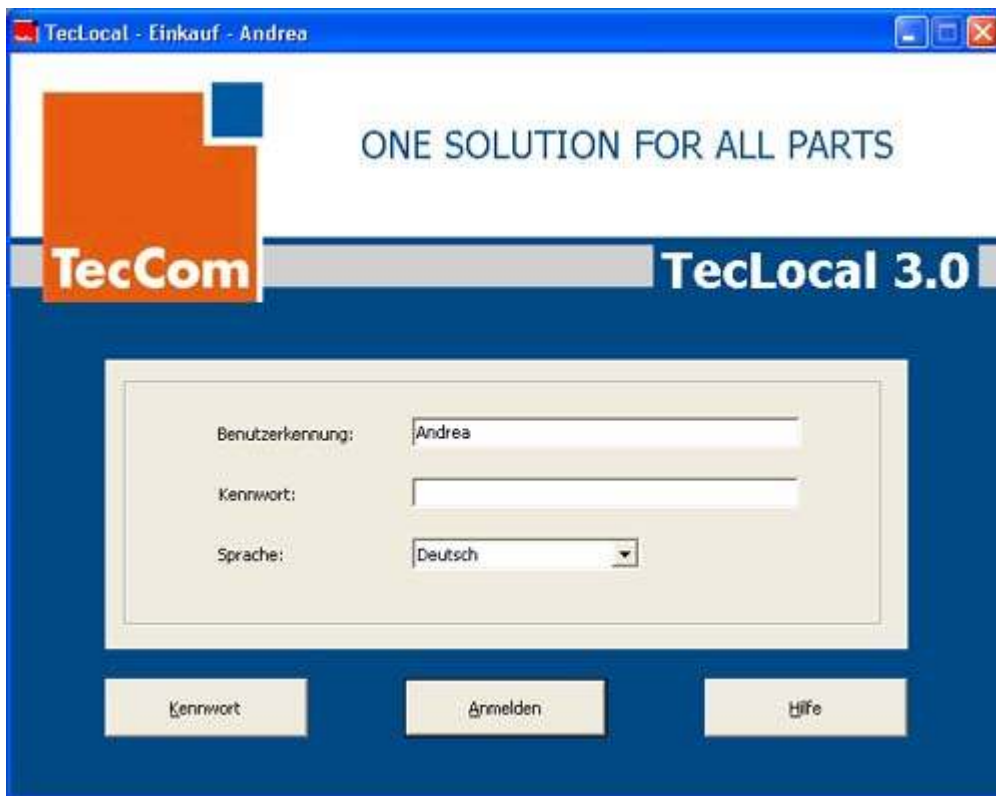 TecLocal - Einkauf - Andrea
ONE SOLUTION FOR ALL PARTS
TecCom
TecLocal 3.0
Benutzerkennung: Andrea
Kennwort:
Sprache: Deutsch
Kennwort Anmelden Hilfe